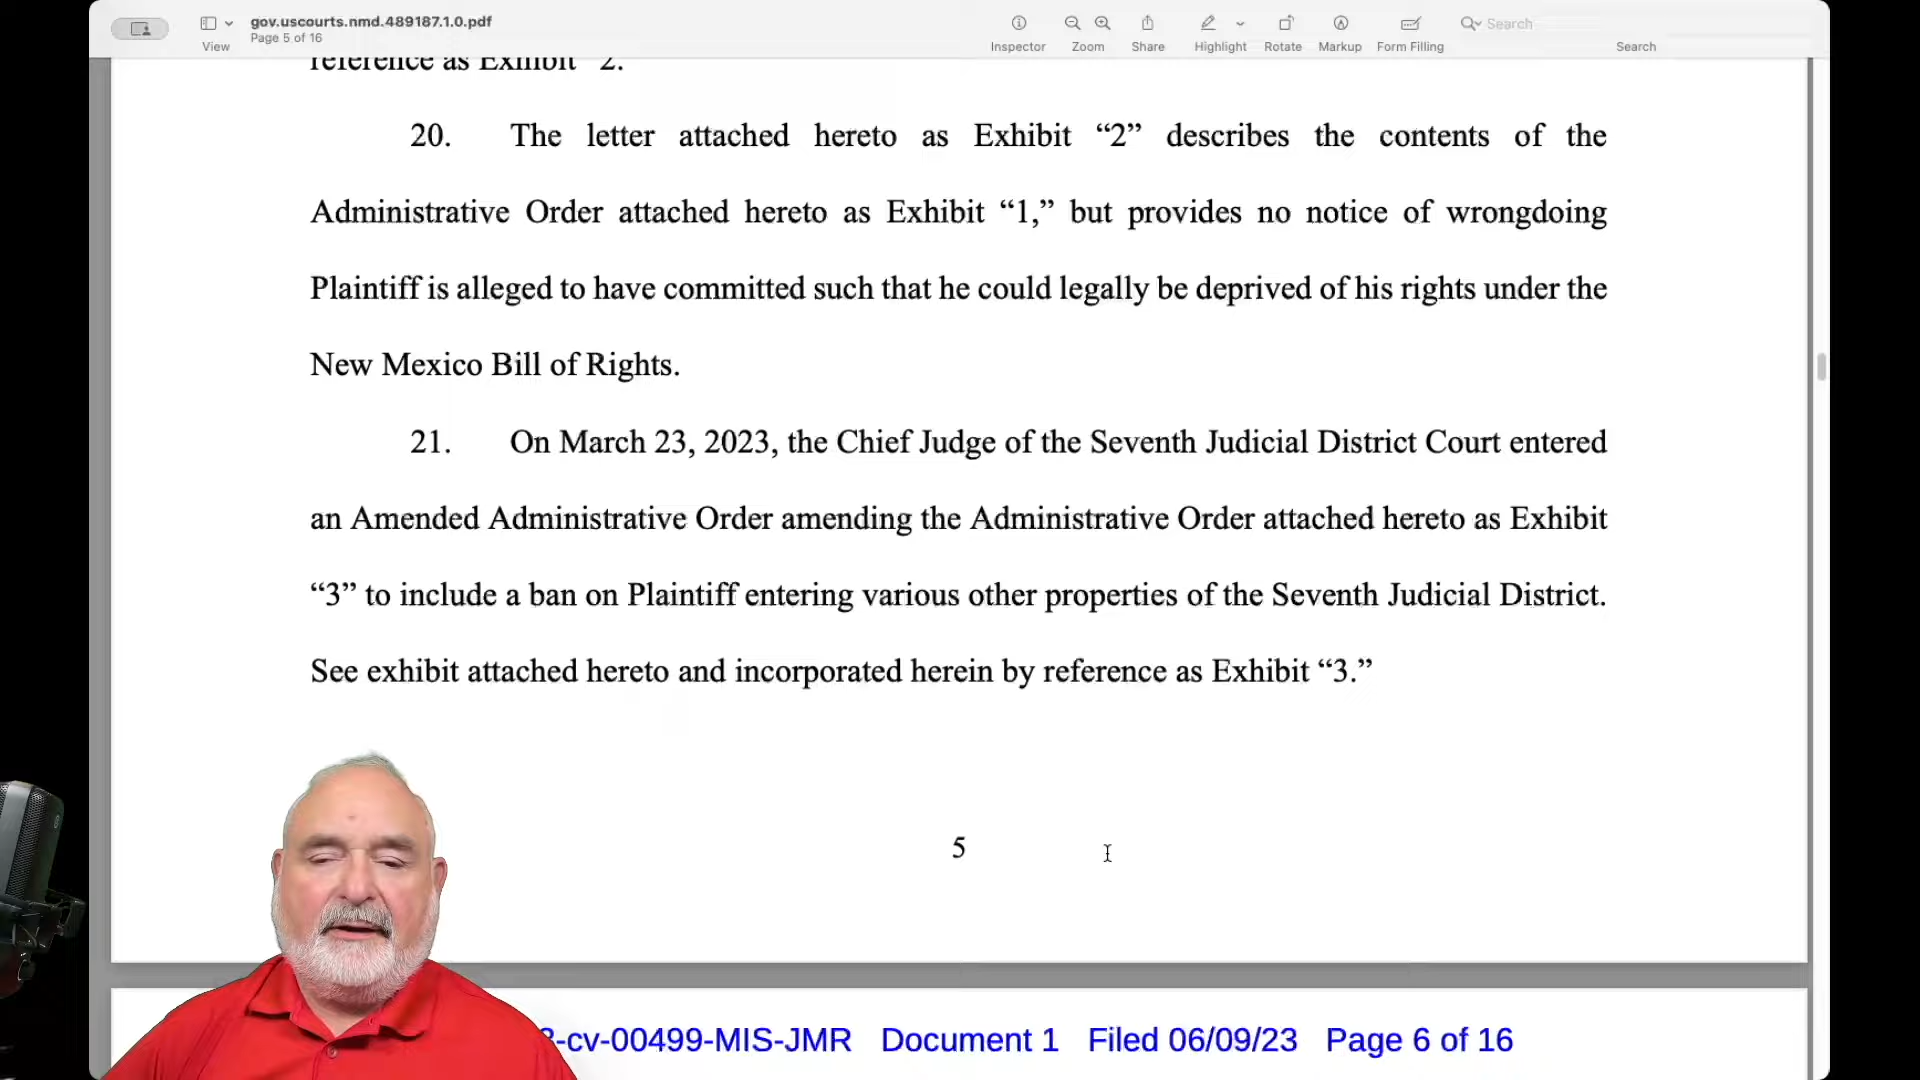 gov.uscourts.nmd.489187.1.0.pdf
Page 5 of 16
View
Inspector
Zoom
Share
Highlight
Rotate
Markup
Form Filling
Search
Search
reference as Exhibit "2.
20. The letter attached hereto as Exhibit “2” describes the contents of the
Administrative Order attached hereto as Exhibit “1,” but provides no notice of wrongdoing
Plaintiff is alleged to have committed such that he could legally be deprived of his rights under the
New Mexico Bill of Rights.
21. On March 23, 2023, the Chief Judge of the Seventh Judicial District Court entered
an Amended Administrative Order amending the Administrative Order attached hereto as Exhibit
“3” to include a ban on Plaintiff entering various other properties of the Seventh Judicial District.
See exhibit attached hereto and incorporated herein by reference as Exhibit “3.”
5
-cv-00499-MIS-JMR Document 1 Filed 06/09/23 Page 6 of 16